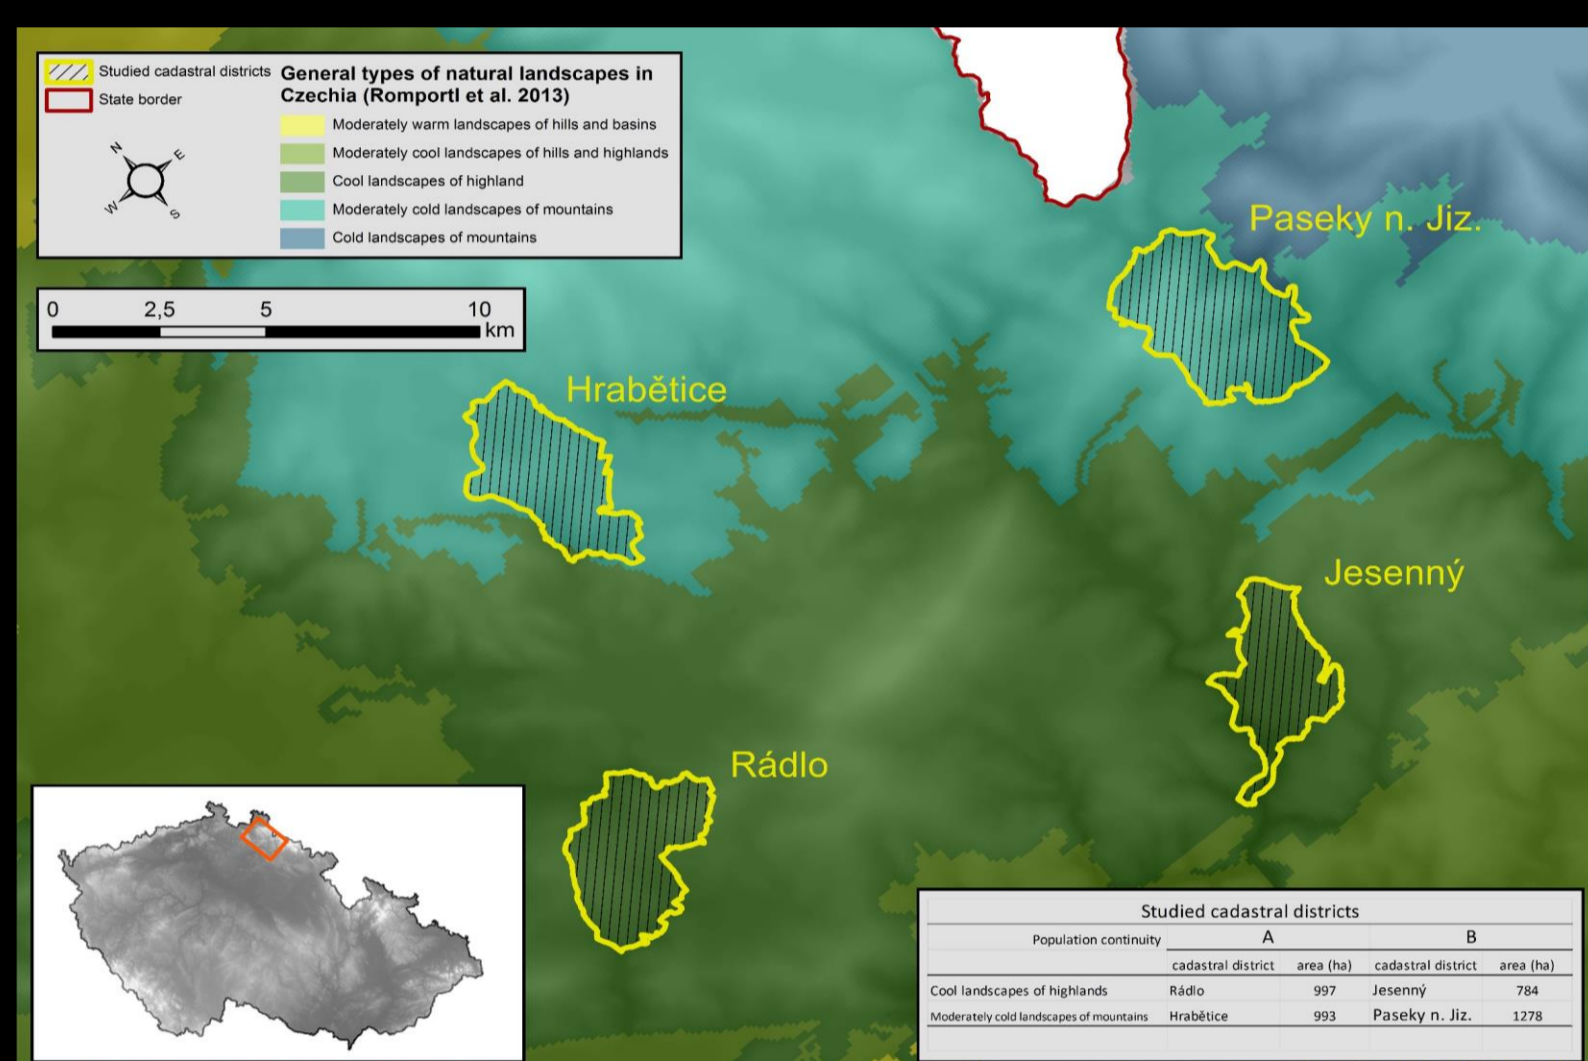 Studied cadastral districts
State border
N
E
W
S
General types of natural landscapes in
Czechia (Romportl et al. 2013)
Moderately warm landscapes of hills and basins
Moderately cool landscapes of hills and highlands
Cool landscapes of highland
Moderately cold landscapes of mountains
Cold landscapes of mountains
0 2,5 5 10
km
Paseky n. Jiz.
Hrabětice
Jesenný
Rádlo
Studied cadastral districts
Population continuity A B
cadastral district area (ha) cadastral district area (ha)
Cool landscapes of highlands Rádlo 997 Jesenný 784
Moderately cold landscapes of mountains Hrabětice 993 Paseky n. Jiz. 1278